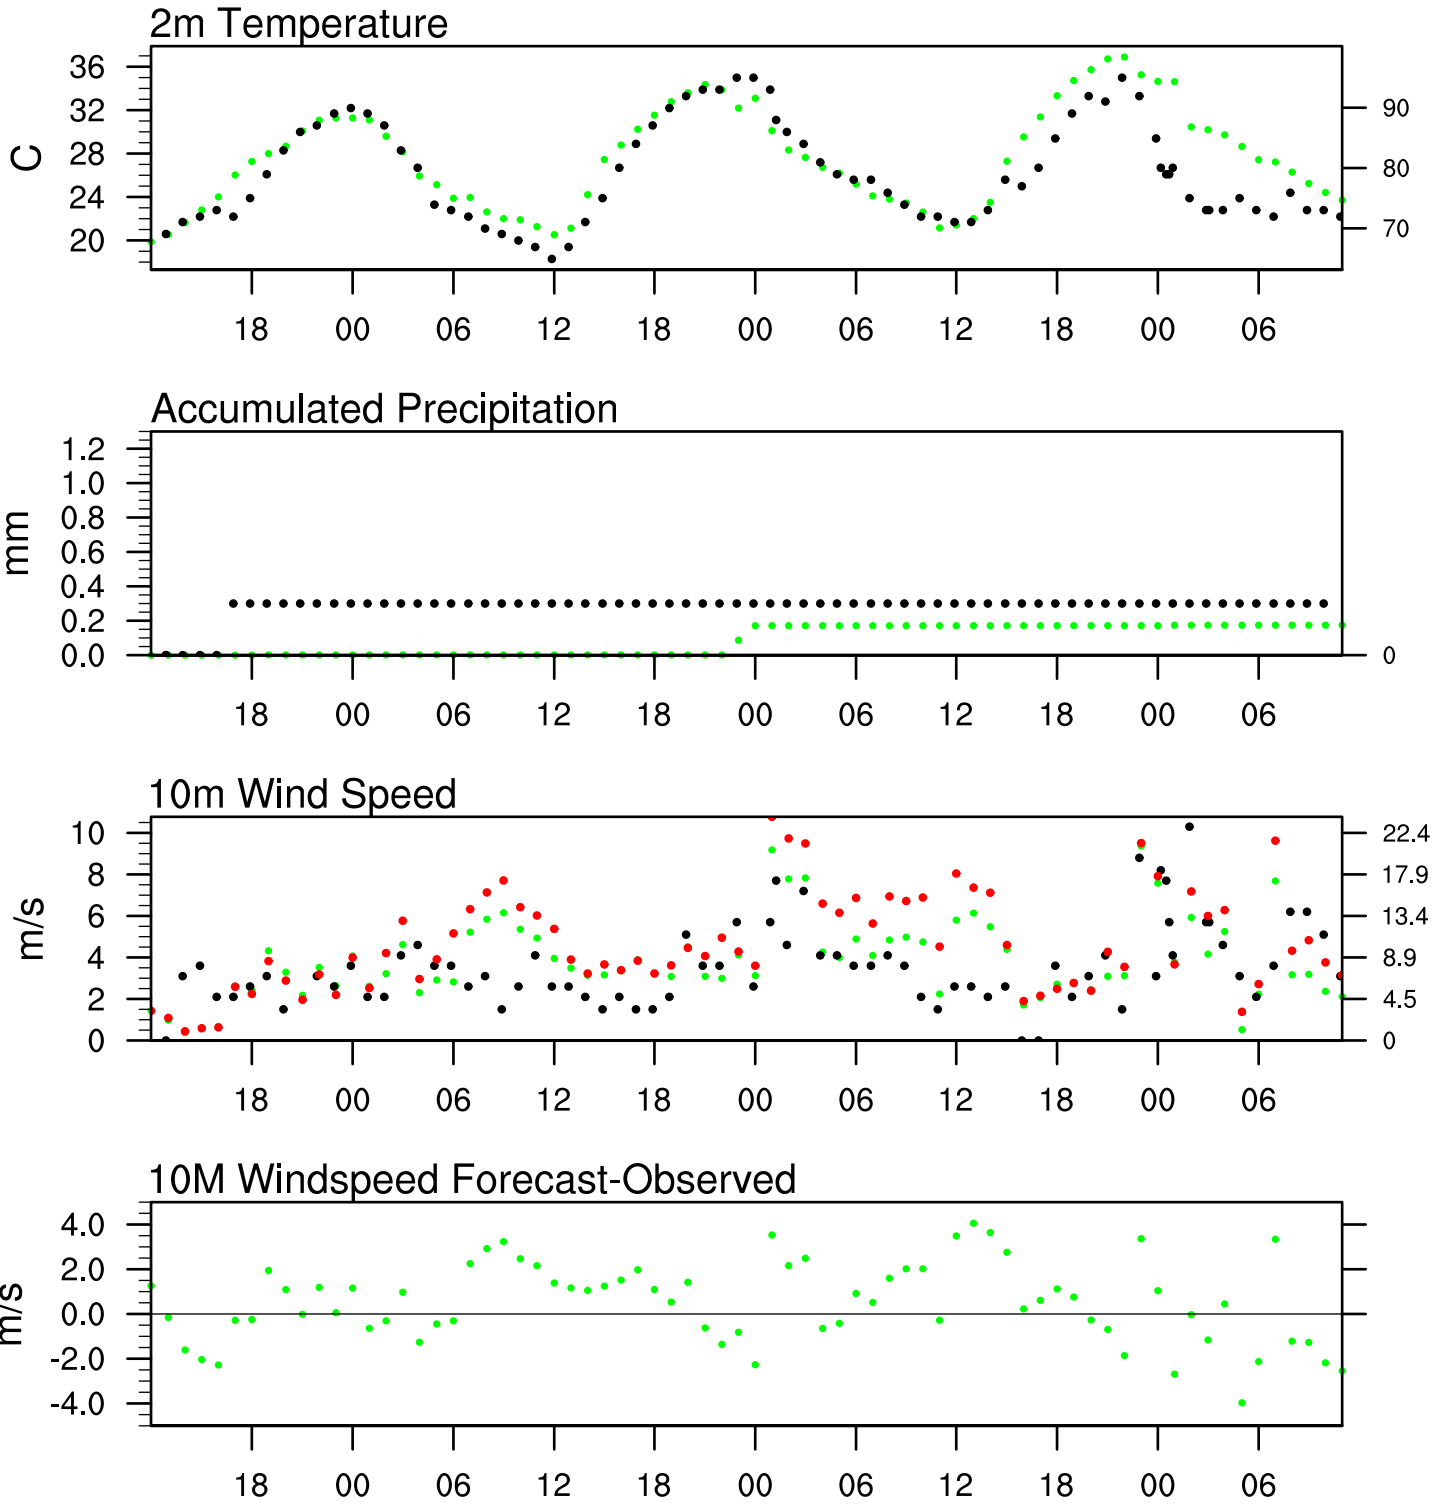 2m Temperature
36
32
28
24
20
C
90
80
70
18 00 06 12 18 00 06 12 18 00 06
Accumulated Precipitation
1.2
1.0
0.8
0.6
0.4
0.2
0.0
mm
0
18 00 06 12 18 00 06 12 18 00 06
10m Wind Speed
10
8
6
4
2
0
m/s
22.4
17.9
13.4
8.9
4.5
0
18 00 06 12 18 00 06 12 18 00 06
10M Windspeed Forecast-Observed
4.0
2.0
0.0
-2.0
-4.0
m/s
18 00 06 12 18 00 06 12 18 00 06